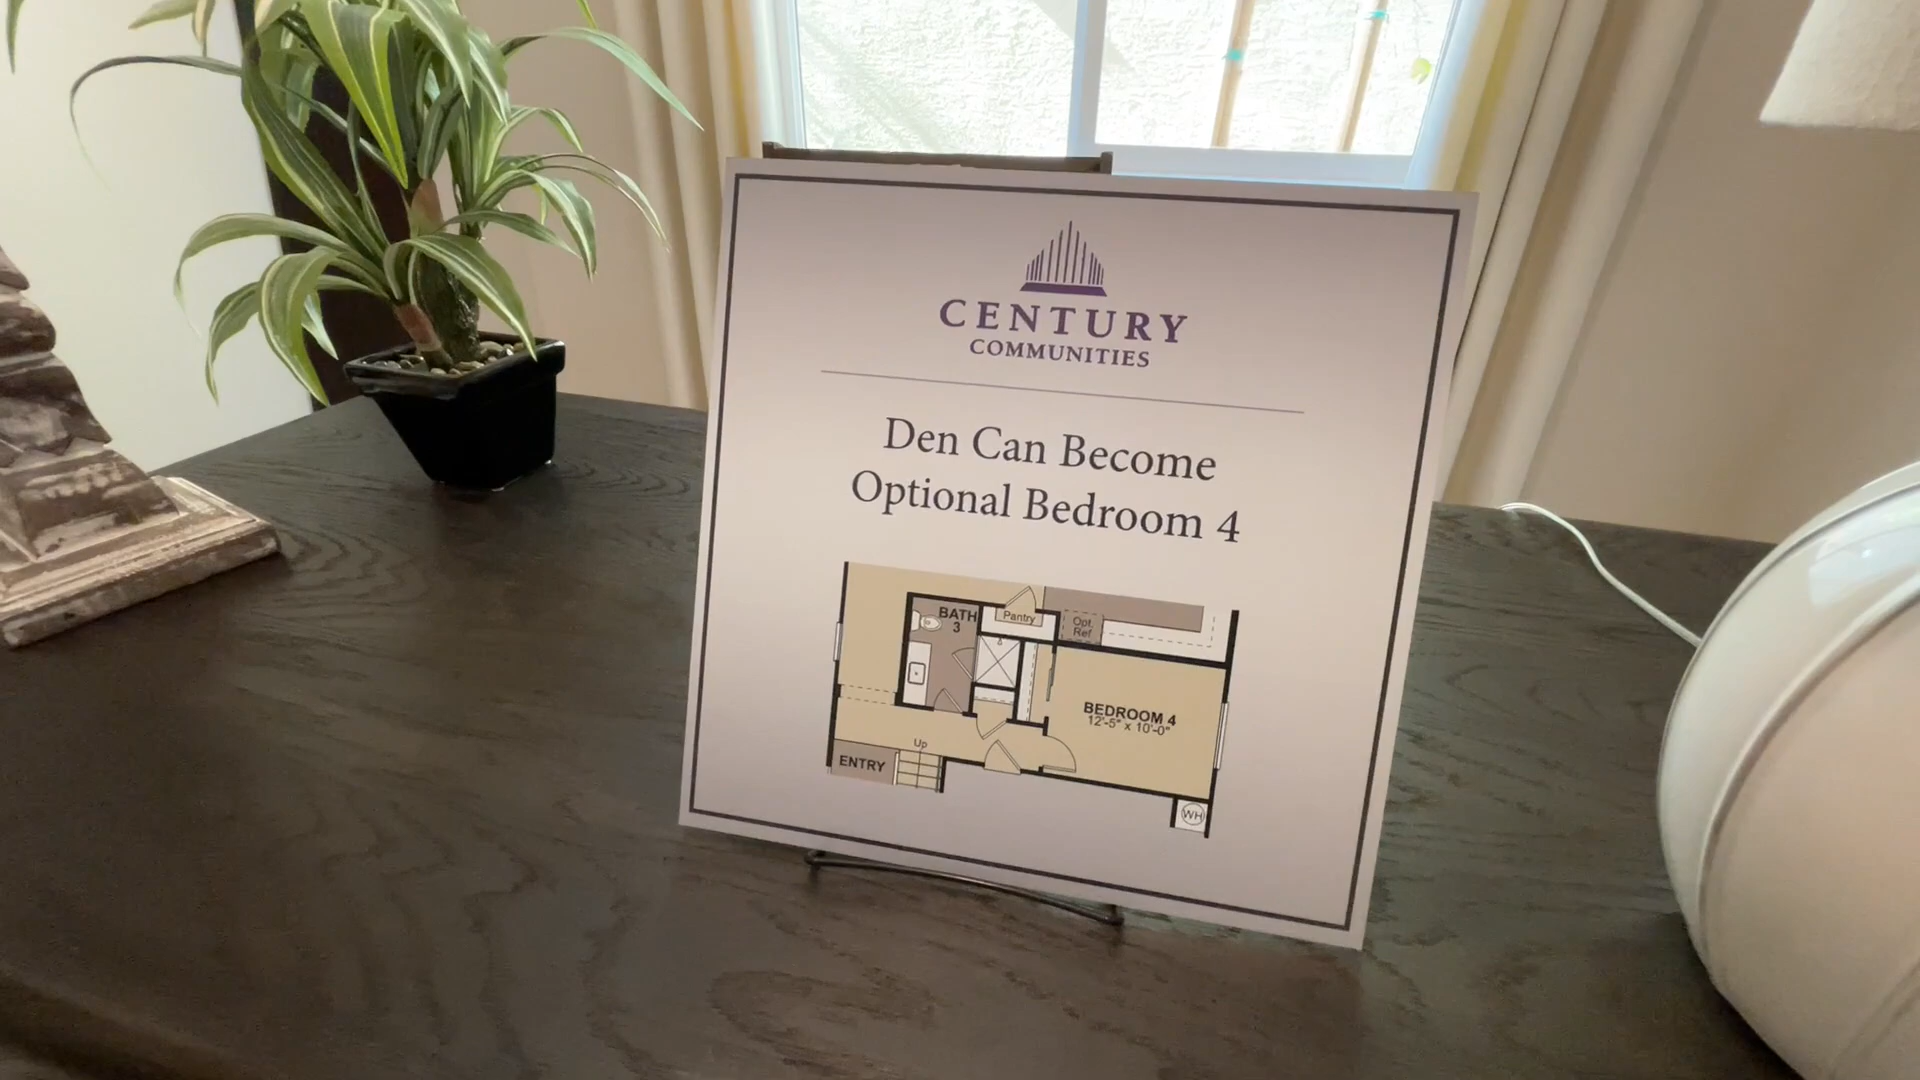 CENTURY
COMMUNITIES
Den Can Become
Optional Bedroom 4
BATH
3
Pantry
Opt.
Ref
BEDROOM 4
12'-5" x 10'-0"
Up
ENTRY
WH